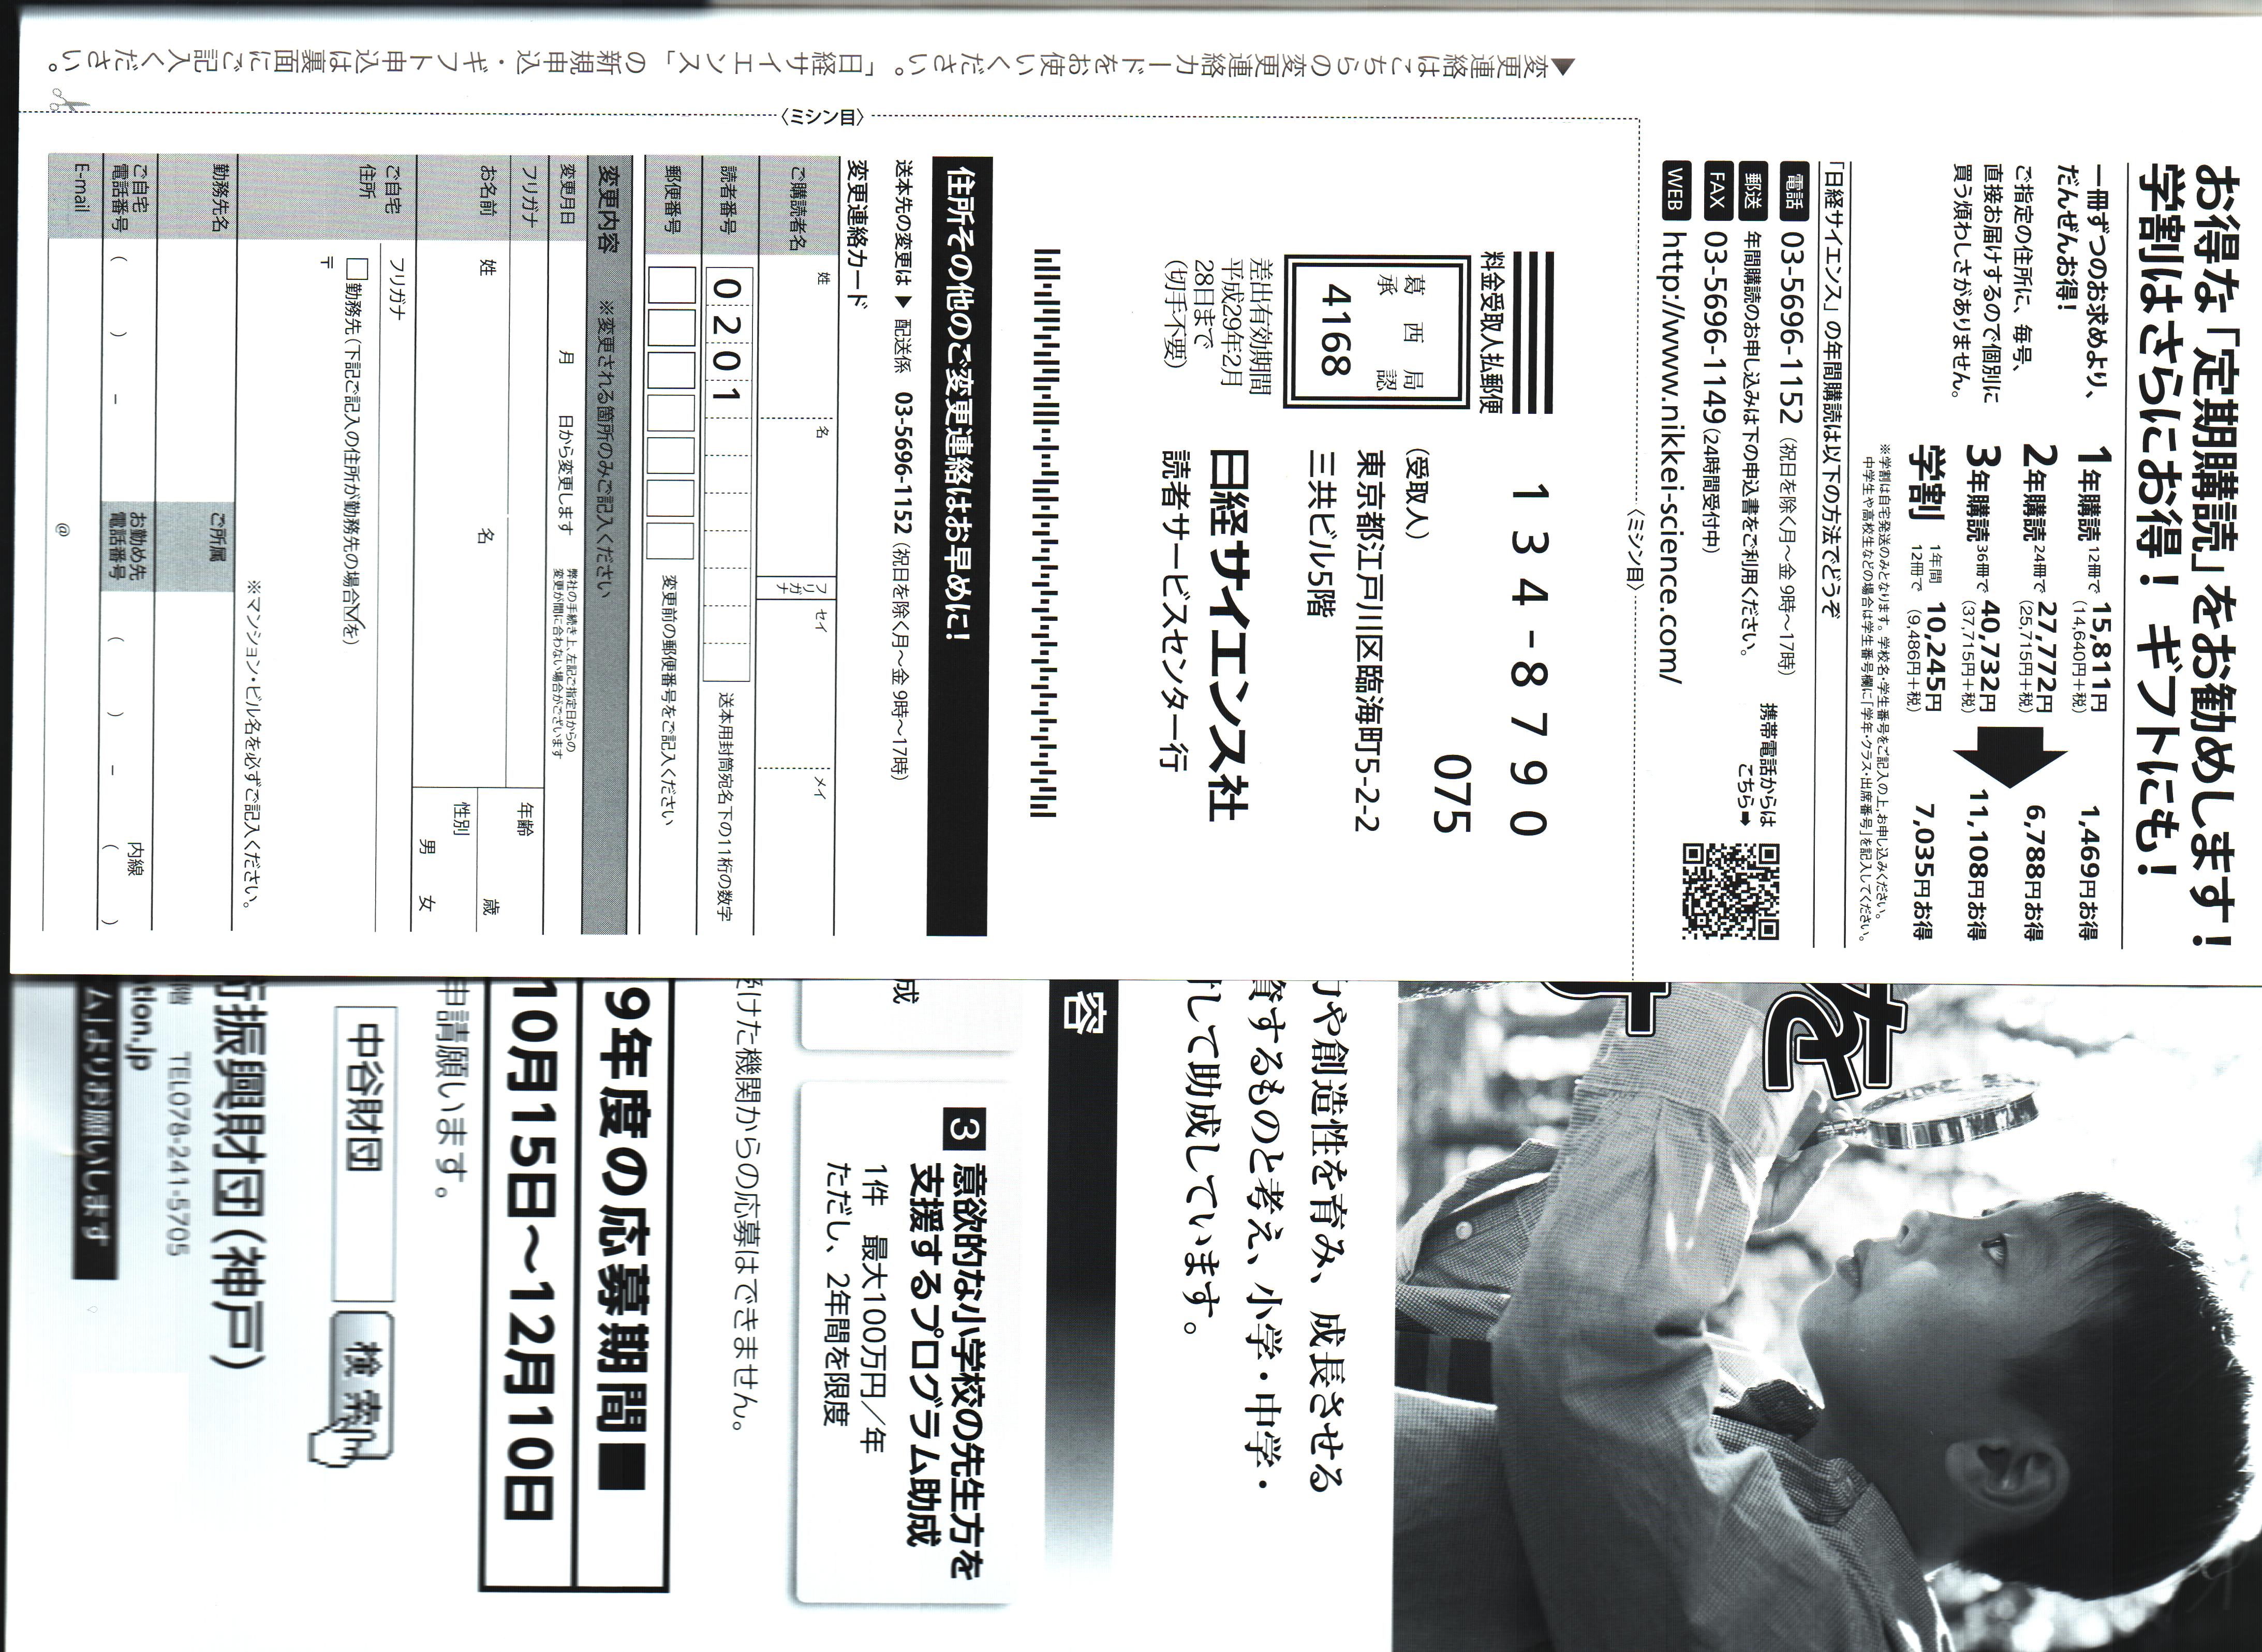 お得な「定期購読」をお勧めします！
学割はさらにお得！ ギフトにも！
一冊ずつのお求めより、
だんぜんお得！
ご指定の住所に、毎号、
直接お届けするので個別に
買う煩わしさがありません。
1年購読 12冊で 15,811円 1,469円お得
(14,640円＋税)
2年購読 24冊で 27,772円 6,788円お得
(25,715円＋税)
3年購読 36冊で 40,732円 11,108円お得
(37,715円＋税)
学割 1年間 12冊で 10,245円 7,035円お得
(9,486円＋税)
※学割は自宅発送のみとなります。学校名・学生番号をご記入の上、お申し込みください。
中学生や高校生などの場合は学生番号欄に「学年・クラス・出席番号」を記入してください。
「日経サイエンス」の年間購読は以下の方法でどうぞ
電話 03-5696-1152（祝日を除く月～金 9時～17時）
郵送 年間購読のお申し込みは下の申込書をご利用ください。
FAX 03-5696-1149(24時間受付中)
WEB http://www.nikkei-science.com/
携帯電話からは
こちら➡
〈ミシン目〉
料金受取人払郵便
葛西局
承認
4168
差出有効期間
平成29年2月
28日まで
（切手不要）
134-8790
075
（受取人）
東京都江戸川区臨海町5-2-2
三共ビル5階
日経サイエンス社
読者サービスセンター行
住所その他のご変更連絡はお早めに！
送本先の変更は ▶ 配送係 03-5696-1152（祝日を除く月～金 9時～17時）
変更連絡カード
ご購読者名 姓 名 フリガナ セイ メイ
読者番号 0201 送本用封筒宛名下の11桁の数字
郵便番号 変更前の郵便番号をご記入ください
変更内容 ※変更される箇所のみご記入ください
変更月日 月 日から変更します 弊社の手続き上、左記ご指定日からの
変更が間に合わない場合がございます
フリガナ 年齢 歳
お名前 姓 名 性別 男 女
ご自宅
住所
フリガナ
□勤務先（下記ご記入の住所が勤務先の場合☑を）
〒
※マンション・ビル名を必ずご記入ください。
勤務先名 ご所属
ご自宅
電話番号 （ ） － お勤め先
電話番号 （ ） － 内線（ ）
E-mail @
〈ミシン目〉
▲変更連絡はこちらの変更連絡カードをお使いください。「日経サイエンス」の新規申込・ギフト申込は裏面にご記入ください。
を
や創造性を育み、成長させる
するものと考え、小学・中学・
して助成しています。
容
成
3 意欲的な小学校の先生方を
支援するプログラム助成
1件 最大100万円／年
ただし、2年間を限度
けた機関からの応募はできません。
9年度の応募期間■
10月15日～12月10日
申請願います。
中谷財団 検索
振興財団（神戸）
階 TEL078-241-5705
tion.jp
ムよりお願いします